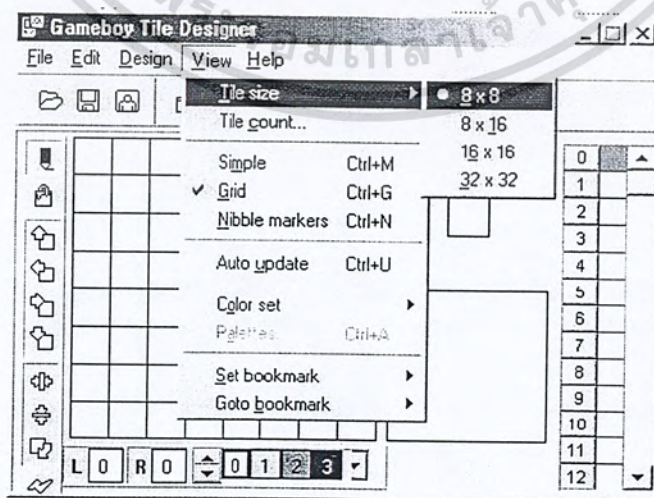 Gameboy Tile Designer
File Edit Design View Help
Tile size
8 x 8
Tile count...
8 x 16
16 x 16
32 x 32
Simple Ctrl+M
Grid Ctrl+G
Nibble markers Ctrl+N
Auto update Ctrl+U
Color set
Palettes Ctrl+A
Set bookmark
Goto bookmark
0
1
2
3
4
5
6
7
8
9
10
11
12
L 0 R 0 0 1 2 3